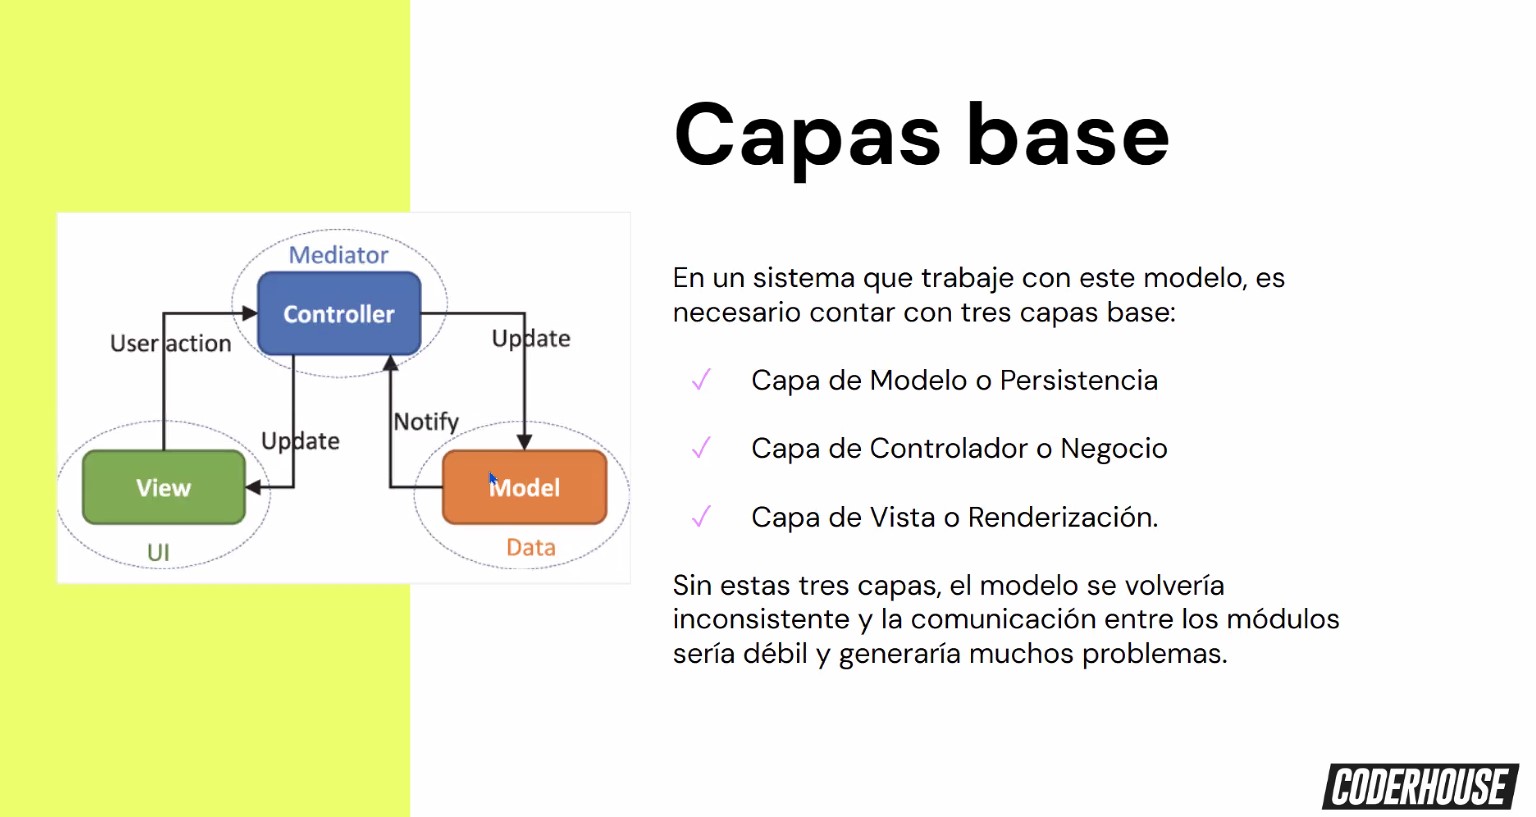 Capas base
Mediator
Controller
User action
Update
Update
Notify
View
Model
UI
Data
En un sistema que trabaje con este modelo, es
necesario contar con tres capas base:
✓ Capa de Modelo o Persistencia
✓ Capa de Controlador o Negocio
✓ Capa de Vista o Renderización.
Sin estas tres capas, el modelo se volvería
inconsistente y la comunicación entre los módulos
sería débil y generaría muchos problemas.
CODERHOUSE